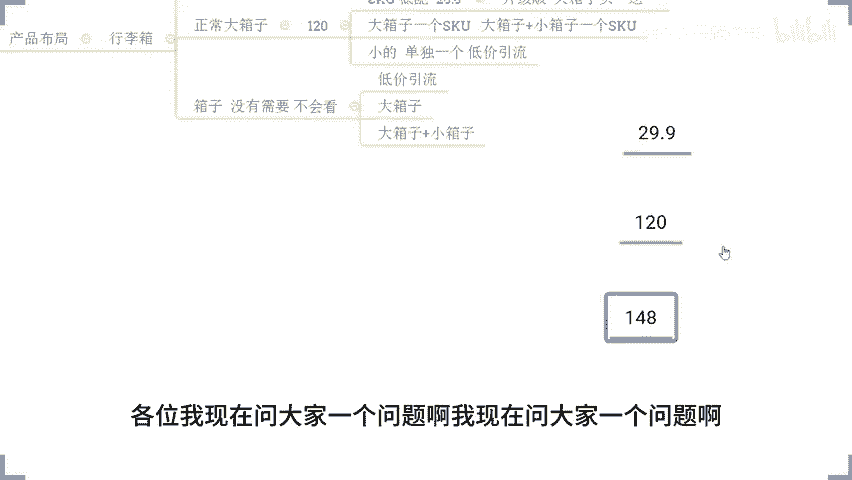 正常大箱子 120 大箱子一个SKU 大箱子+小箱子一个SKU
产品布局 行李箱
小的 单独一个 低价引流
低价引流
箱子 没有需要 不会看 大箱子
大箱子+小箱子
29.9
120
148
各位我现在问大家一个问题啊我现在问大家一个问题啊
bilibili